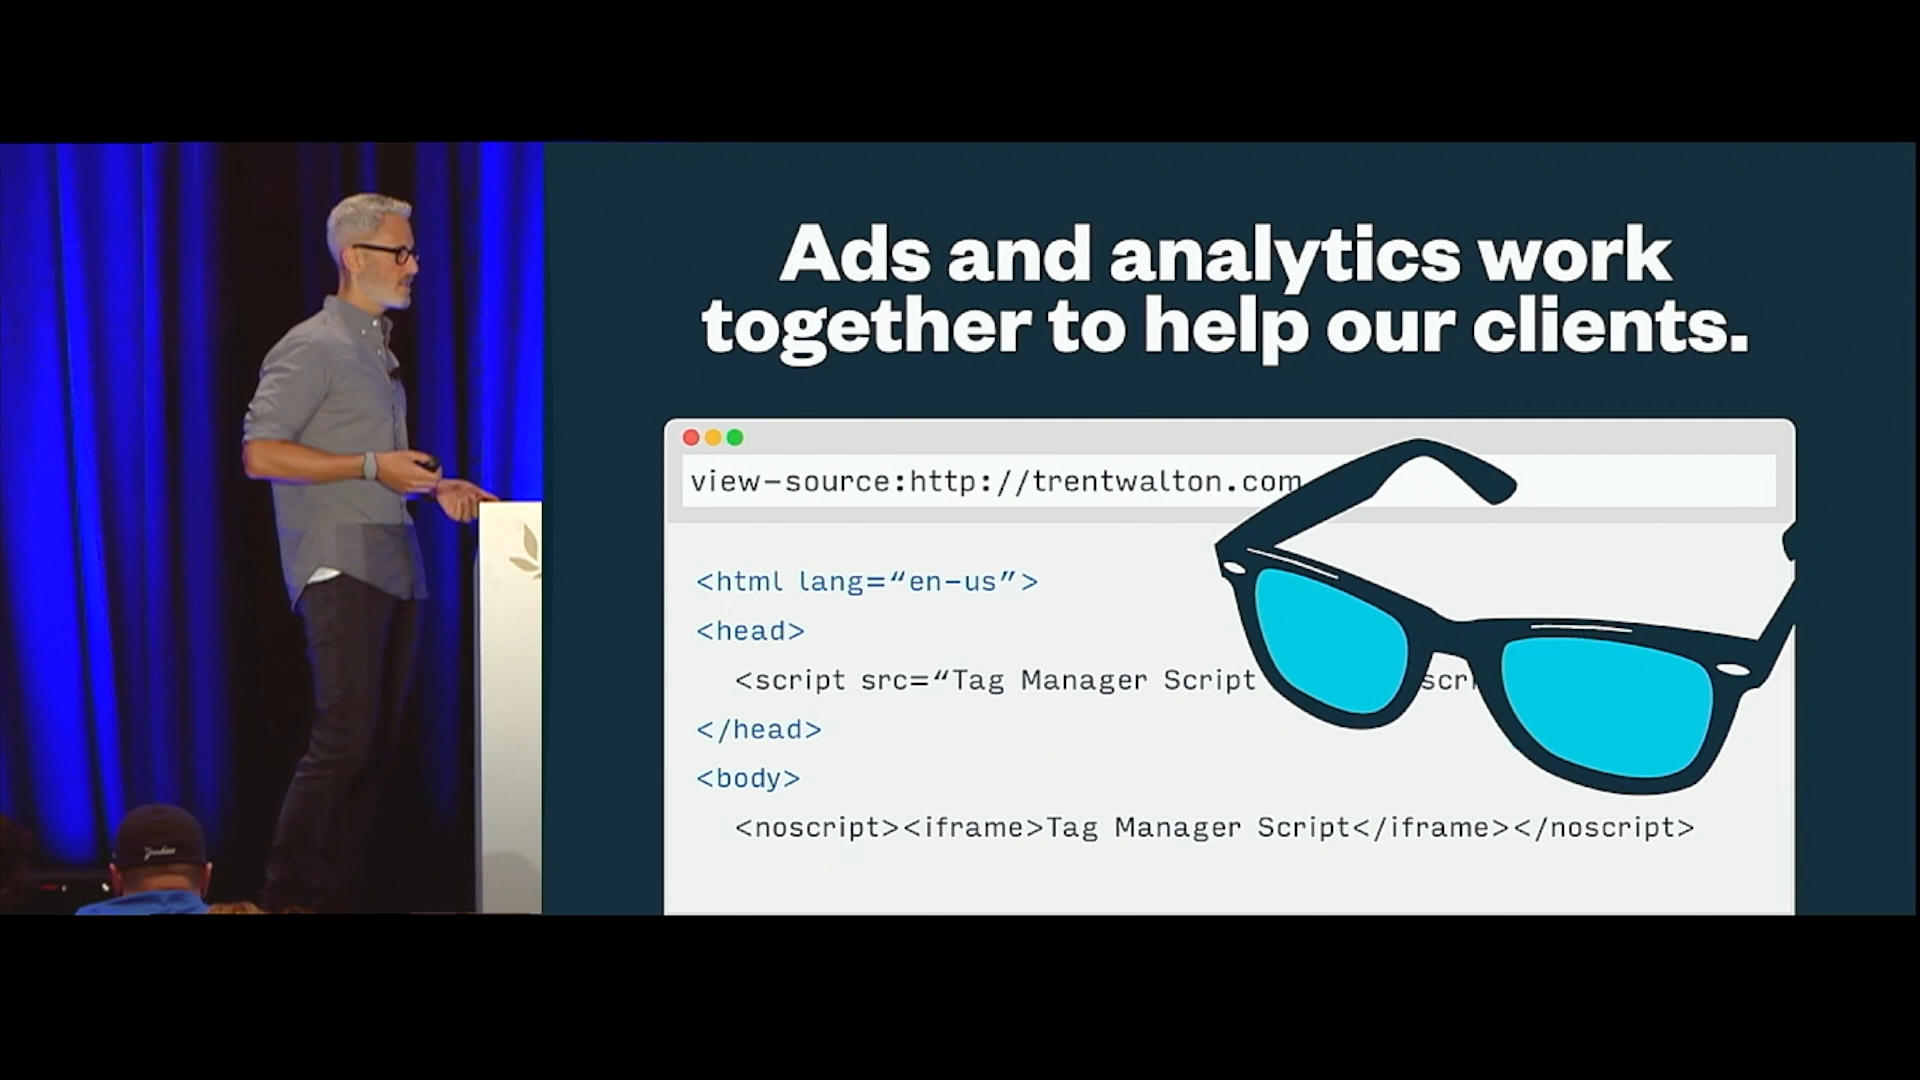 Ads and analytics work
together to help our clients.
view-source:http://trentwalton.com
<html lang=“en-us”>
<head>
<script src=“Tag Manager Script
</head>
<body>
<noscript><iframe>Tag Manager Script</iframe></noscript>
Yankees